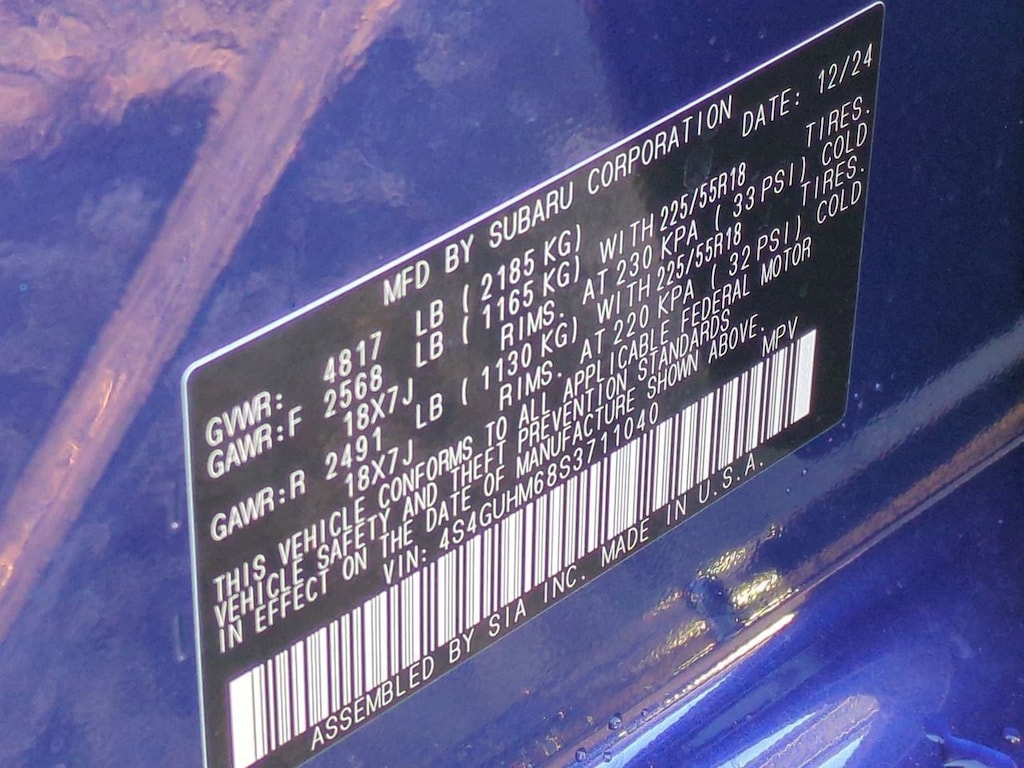 MFD BY SUBARU CORPORATION DATE: 12/24
GVWR: 4817 LB ( 2185 KG)
GAWR:F 2568 LB ( 1165 KG) WITH 225/55R18 TIRES.
18X7J RIMS. AT 230 KPA ( 33 PSI) COLD
GAWR:R 2491 LB ( 1130 KG) WITH 225/55R18 TIRES.
18X7J RIMS. AT 220 KPA ( 32 PSI) COLD
THIS VEHICLE CONFORMS TO ALL APPLICABLE FEDERAL MOTOR
VEHICLE SAFETY AND THEFT PREVENTION STANDARDS
IN EFFECT ON THE DATE OF MANUFACTURE SHOWN ABOVE.
VIN: 4S4GUHM68S3711040 MPV
ASSEMBLED BY SIA INC. MADE IN U.S.A.